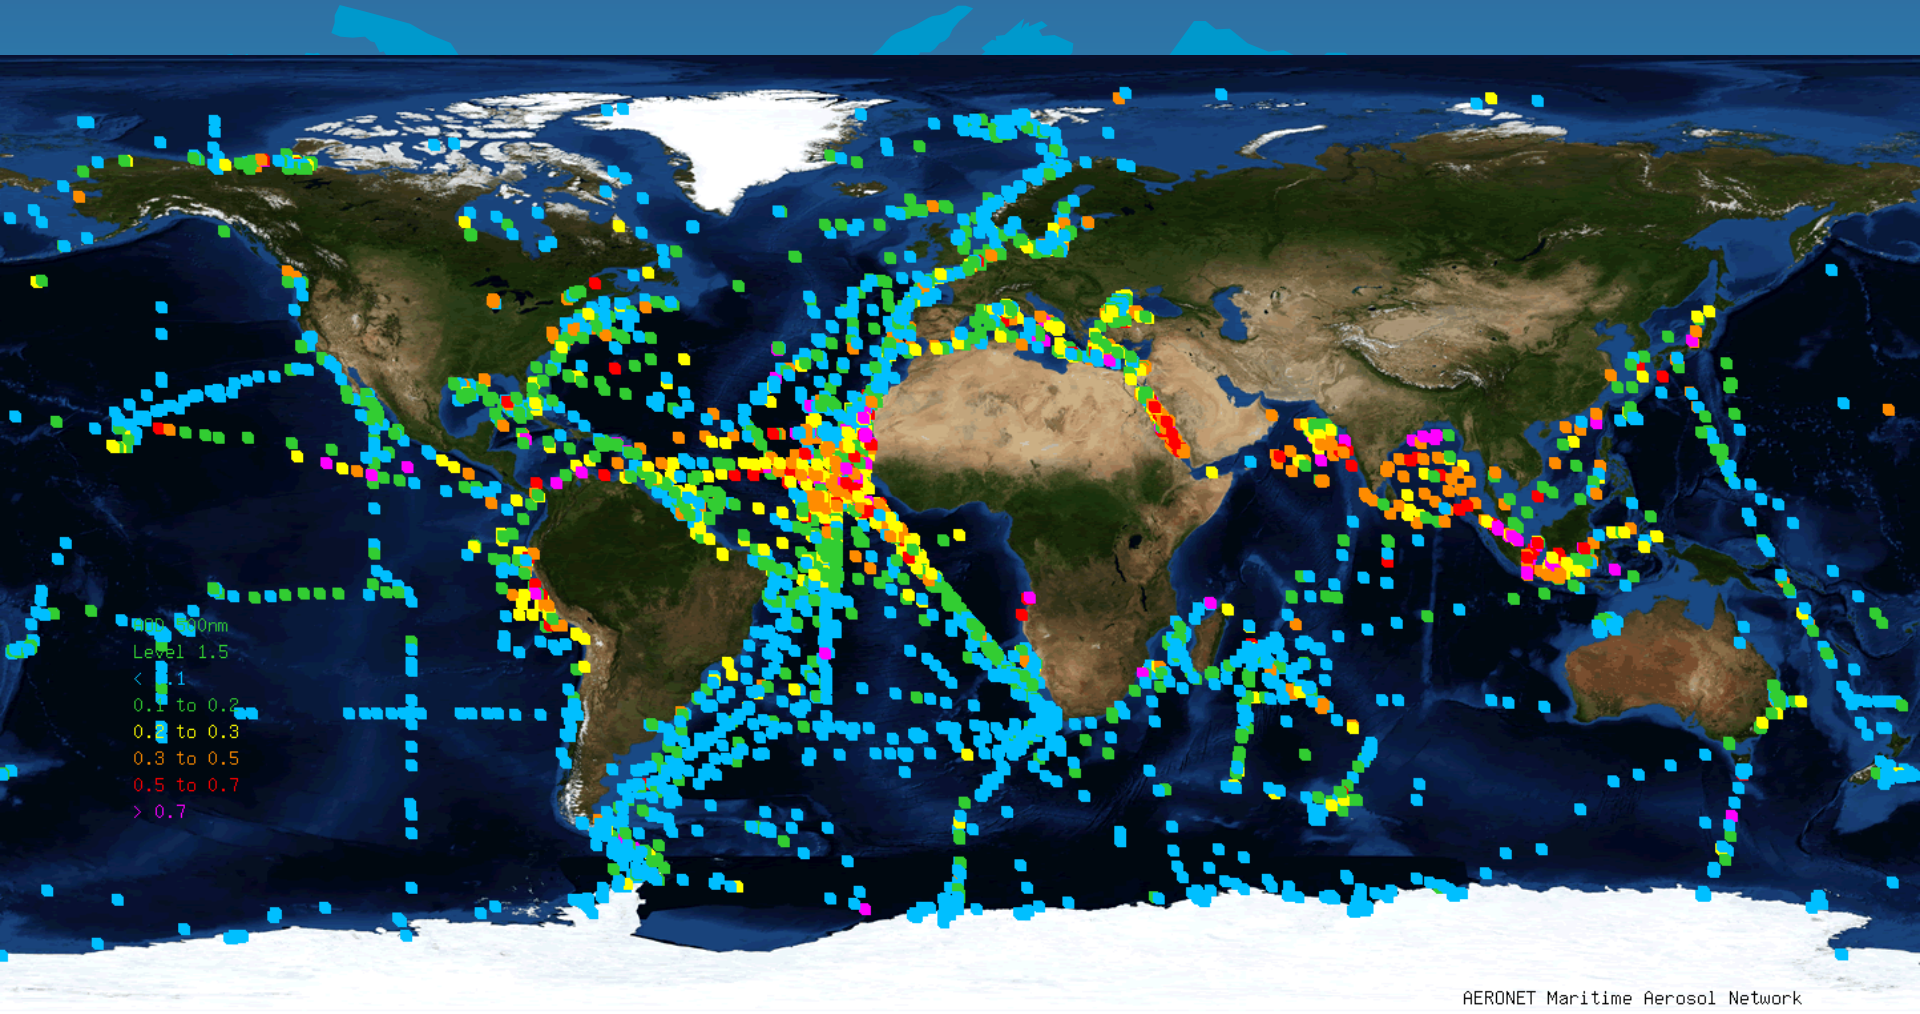 Level 1.5
0.1 to 0.2
0.2 to 0.3
0.3 to 0.5
0.5 to 0.7
> 0.7
AERONET Maritime Aerosol Network